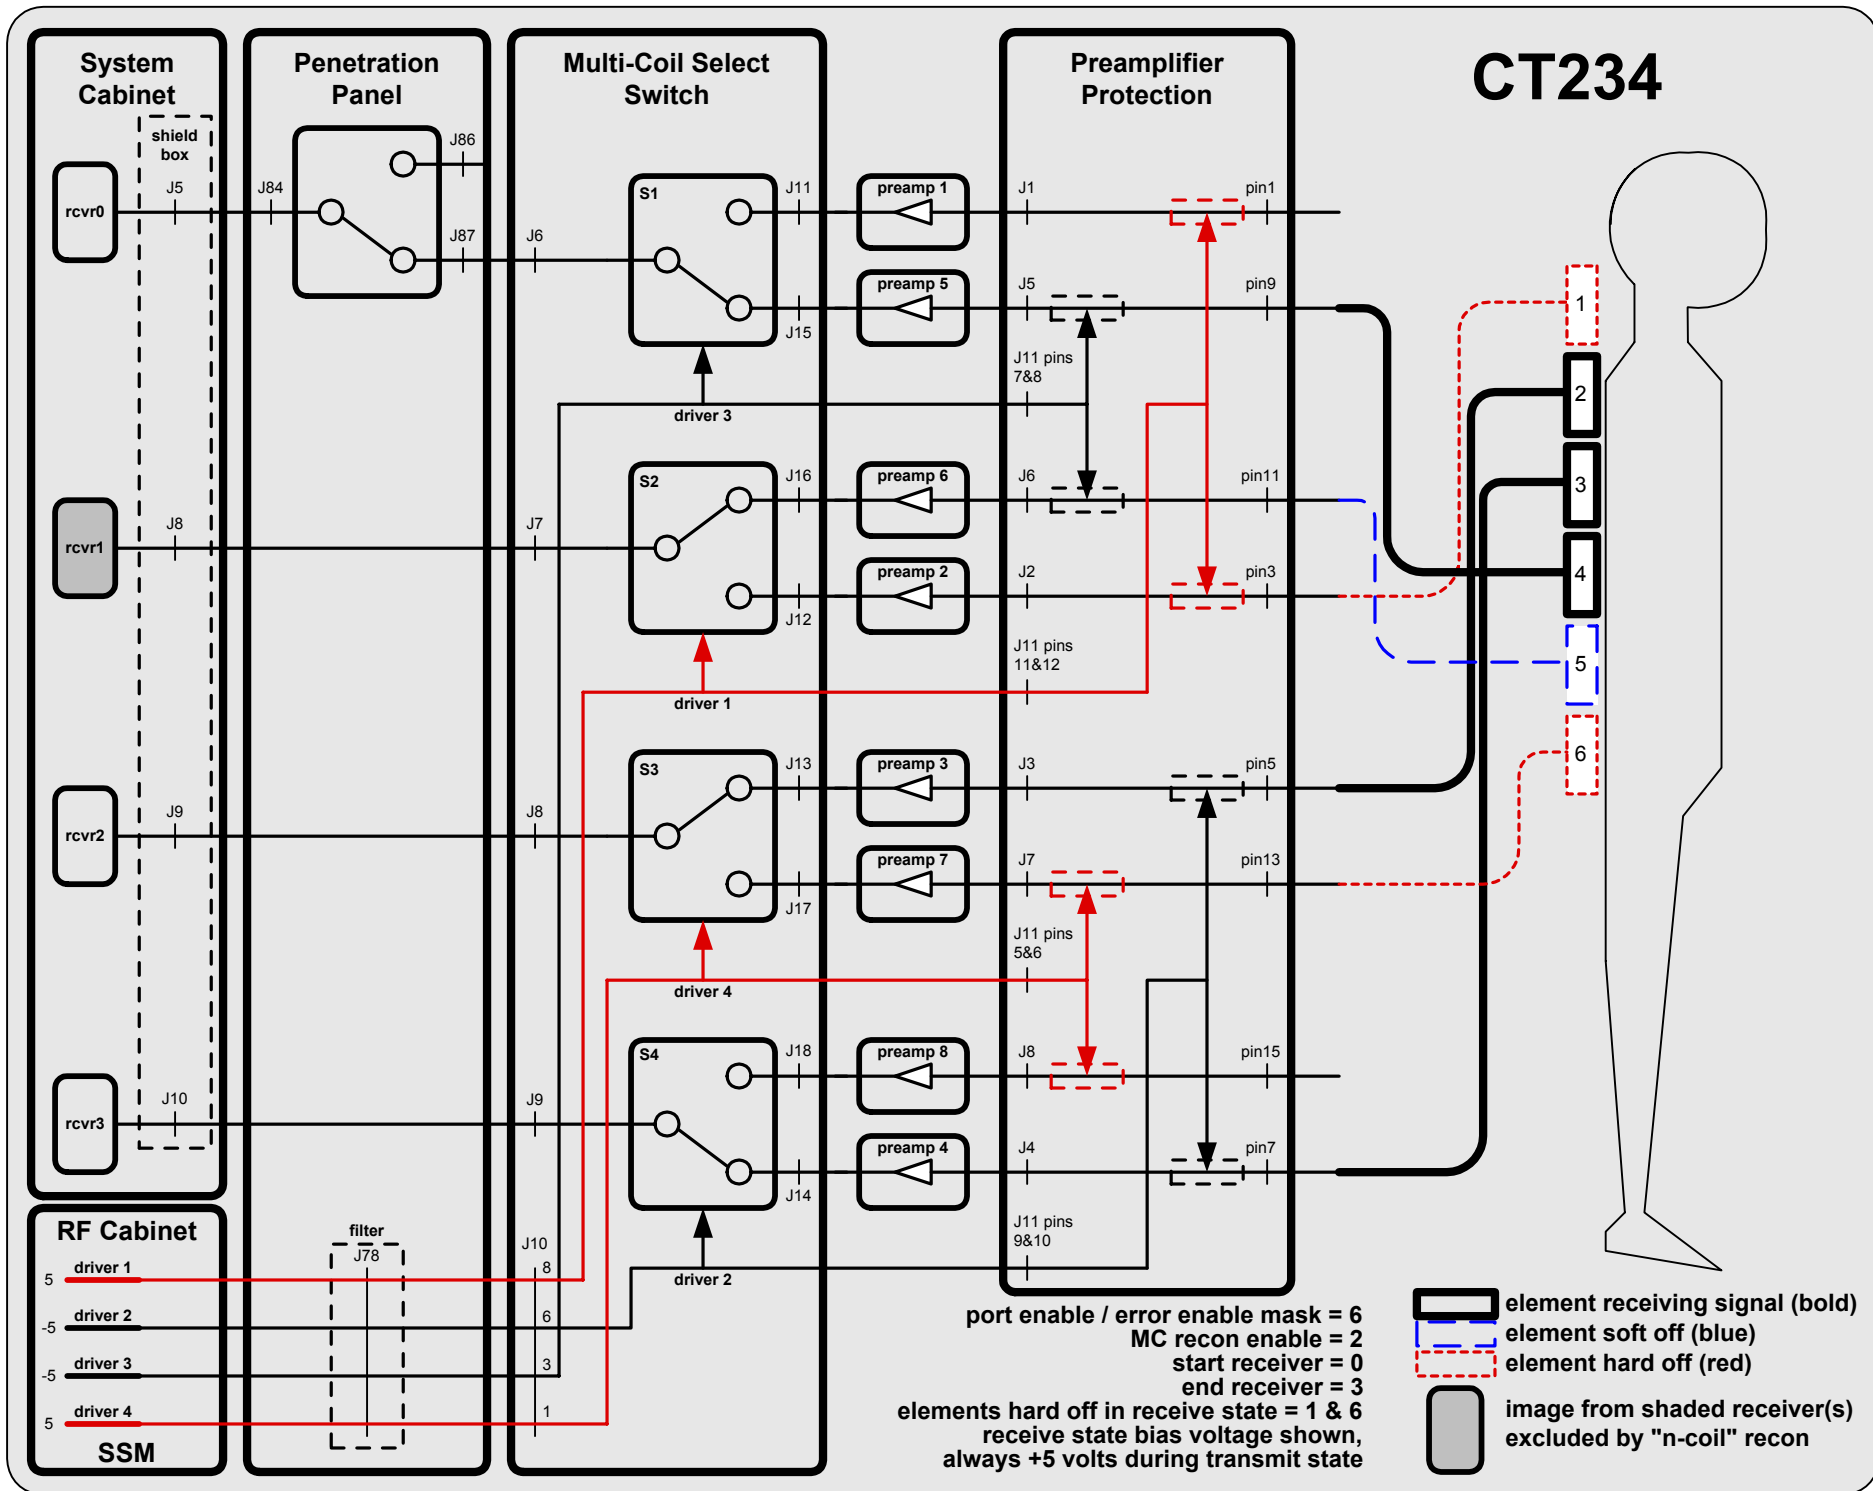 System
Cabinet
Penetration
Panel
Multi-Coil Select
Switch
Preamplifier
Protection
CT234
shield
box
rcvr0
J5
J84
J86
J87
J6
S1
J11
J15
preamp 1
preamp 5
J1
J5
pin1
pin9
J11 pins
7&8
driver 3
rcvr1
J8
J7
S2
J16
J12
preamp 6
preamp 2
J6
J2
pin11
pin3
J11 pins
11&12
driver 1
rcvr2
J9
J8
S3
J13
J17
preamp 3
preamp 7
J3
J7
pin5
pin13
J11 pins
5&6
driver 4
rcvr3
J10
J9
S4
J18
J14
preamp 8
preamp 4
J8
J4
pin15
pin7
J11 pins
9&10
driver 2
1
2
3
4
5
6
RF Cabinet
5 driver 1
-5 driver 2
-5 driver 3
5 driver 4
SSM
filter
J78
J10
8
6
3
1
port enable / error enable mask = 6
MC recon enable = 2
start receiver = 0
end receiver = 3
elements hard off in receive state = 1 & 6
receive state bias voltage shown,
always +5 volts during transmit state
element receiving signal (bold)
element soft off (blue)
element hard off (red)
image from shaded receiver(s)
excluded by "n-coil" recon